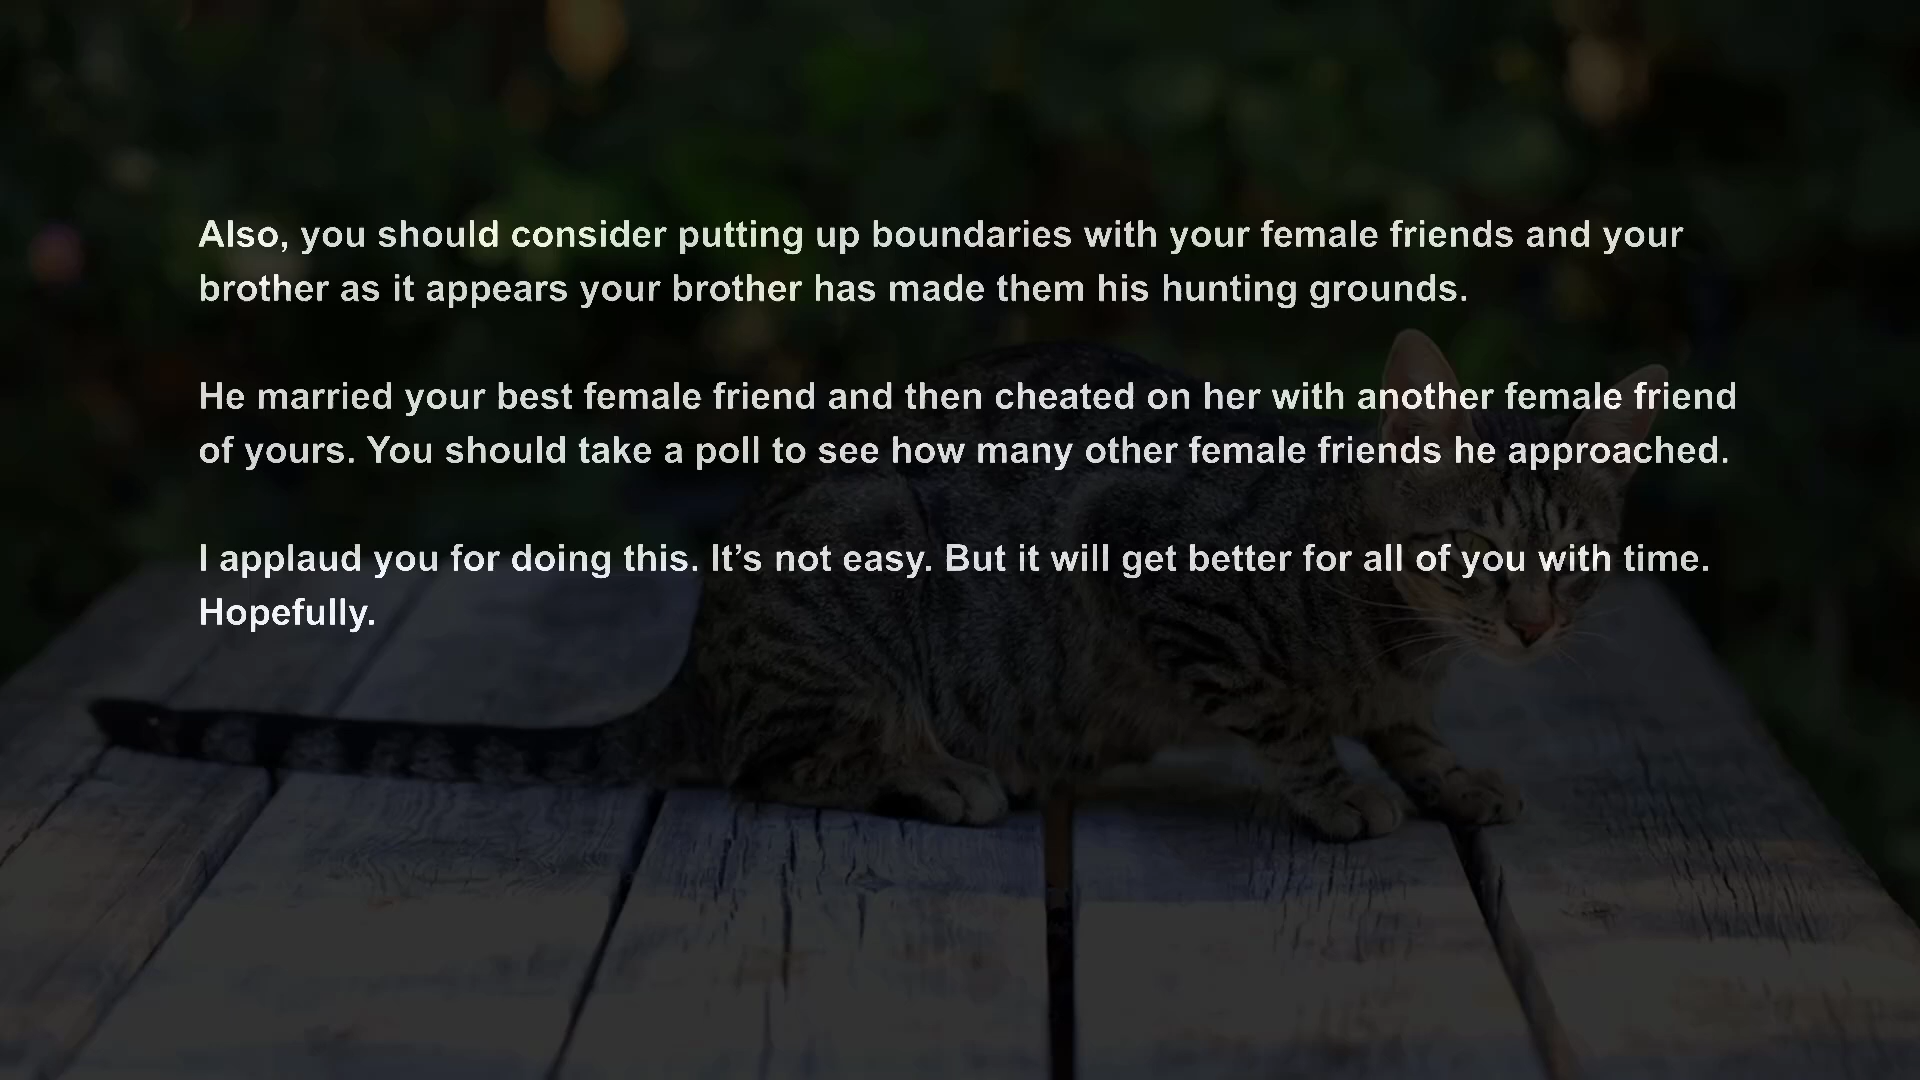 Also, you should consider putting up boundaries with your female friends and your
brother as it appears your brother has made them his hunting grounds.
He married your best female friend and then cheated on her with another female friend
of yours. You should take a poll to see how many other female friends he approached.
I applaud you for doing this. It’s not easy. But it will get better for all of you with time.
Hopefully.